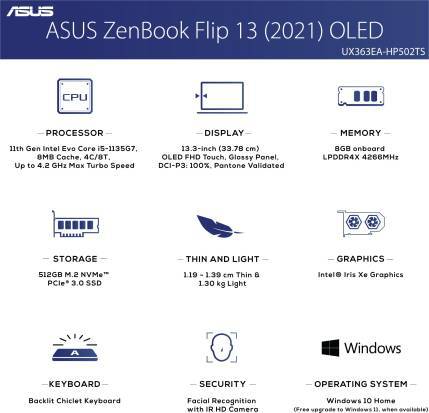 ASUS
ASUS ZenBook Flip 13 (2021) OLED
UX363EA-HP502TS
CPU
PROCESSOR
11th Gen Intel Evo Core i5-1135G7,
8MB Cache, 4C/8T,
Up to 4.2 GHz Max Turbo Speed
DISPLAY
13.3-inch (33.78 cm)
OLED FHD Touch, Glossy Panel,
DCI-P3: 100%, Pantone Validated
MEMORY
8GB onboard
LPDDR4X 4266MHz
STORAGE
512GB M.2 NVMe™
PCIe® 3.0 SSD
THIN AND LIGHT
1.19 - 1.39 cm Thin &
1.30 kg Light
GRAPHICS
Intel® Iris Xe Graphics
A
KEYBOARD
Backlit Chiclet Keyboard
SECURITY
Facial Recognition
with IR HD Camera
Windows
OPERATING SYSTEM
Windows 10 Home
(Free upgrade to Windows 11, when available)